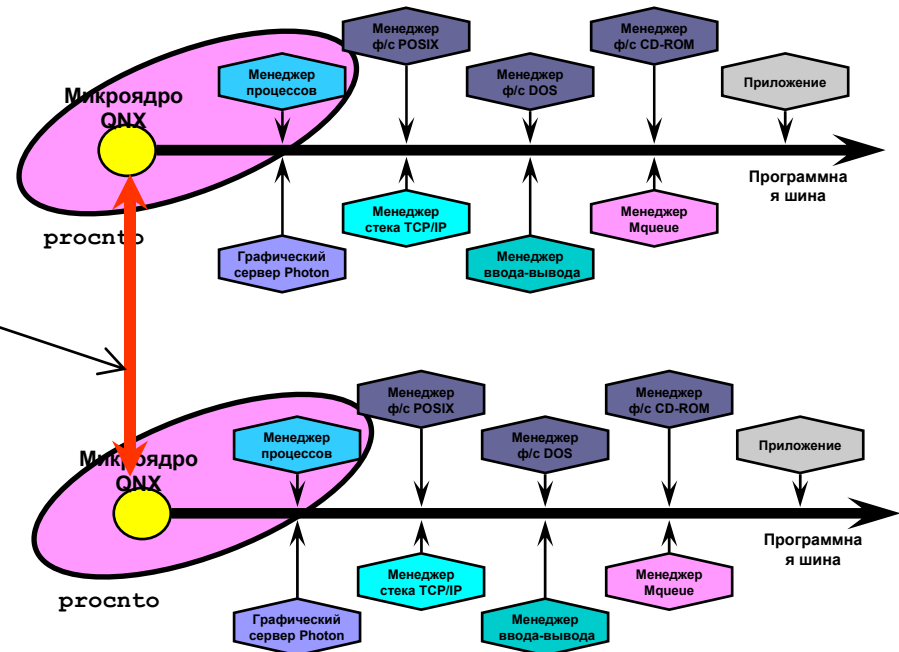 Менеджер
ф/с POSIX
Менеджер
ф/с CD-ROM
Менеджер
процессов
Менеджер
ф/с DOS
Приложение
Микроядро
QNX
Программна
я шина
procnto
Менеджер
стека TCP/IP
Менеджер
Mqueue
Графический
сервер Photon
Менеджер
ввода-вывода
Менеджер
ф/с POSIX
Менеджер
ф/с CD-ROM
Менеджер
процессов
Менеджер
ф/с DOS
Приложение
Микроядро
QNX
Программна
я шина
procnto
Менеджер
стека TCP/IP
Менеджер
Mqueue
Графический
сервер Photon
Менеджер
ввода-вывода